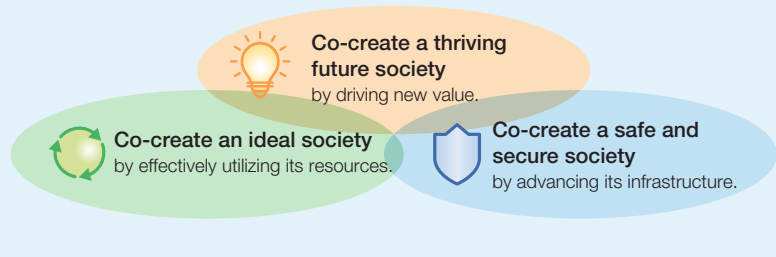 Co-create a thriving
future society
by driving new value.
Co-create an ideal society
by effectively utilizing its resources.
Co-create a safe and
secure society
by advancing its infrastructure.